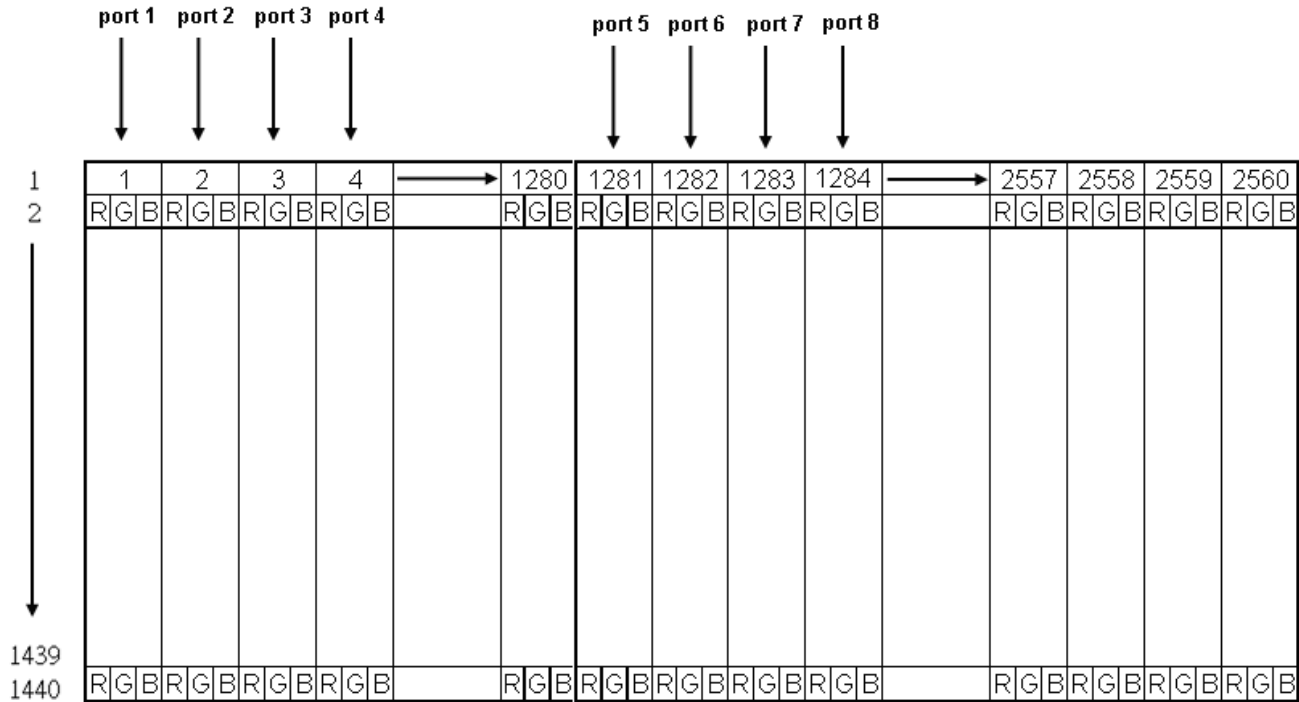 port 1 port 2 port 3 port 4 port 5 port 6 port 7 port 8
1 1 2 3 4 1280 1281 1282 1283 1284 2557 2558 2559 2560
2 R G B R G B R G B R G B R G B R G B R G B R G B R G B R G B R G B R G B R G B
1439
1440 R G B R G B R G B R G B R G B R G B R G B R G B R G B R G B R G B R G B R G B